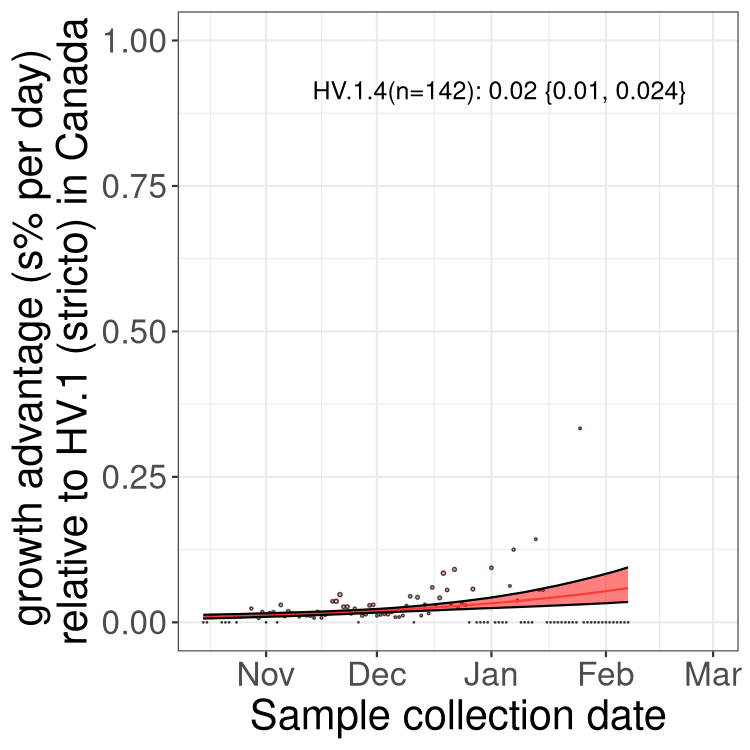 growth advantage (s% per day)
relative to HV.1 (stricto) in Canada
1.00
HV.1.4(n=142): 0.02 {0.01, 0.024}
0.75
0.50
0.25
0.00
Nov Dec Jan Feb Mar
Sample collection date